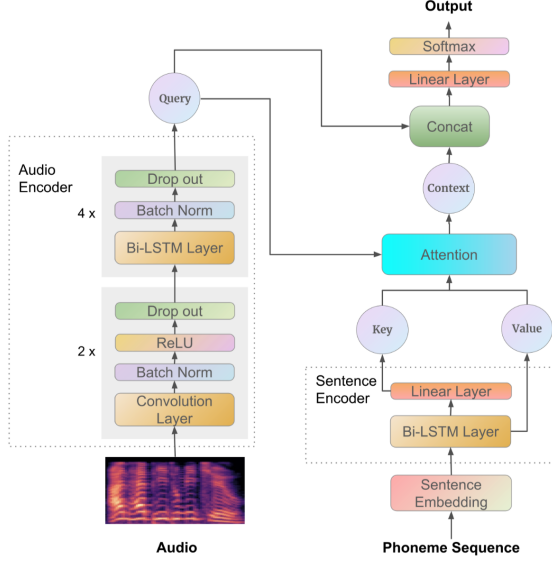 Output
Softmax
Linear Layer
Query
Concat
Audio
Encoder
Drop out
Context
4 x
Batch Norm
Bi-LSTM Layer
Attention
Drop out
Key
Value
2 x
ReLU
Batch Norm
Sentence
Encoder
Linear Layer
Convolution
Layer
Bi-LSTM Layer
Sentence
Embedding
Audio
Phoneme Sequence